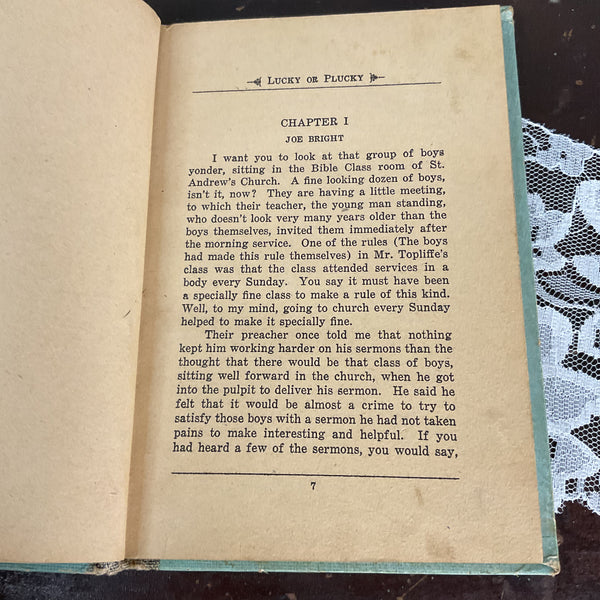 LUCKY OR PLUCKY
CHAPTER I
JOE BRIGHT
I want you to look at that group of boys
yonder, sitting in the Bible Class room of St.
Andrew's Church. A fine looking dozen of boys,
isn't it, now? They are having a little meeting,
to which their teacher, the young man standing,
who doesn't look very many years older than the
boys themselves, invited them immediately after
the morning service. One of the rules (The boys
had made this rule themselves) in Mr. Topliffe's
class was that the class attended services in a
body every Sunday. You say it must have been
a specially fine class to make a rule of this kind.
Well, to my mind, going to church every Sunday
helped to make it specially fine.
Their preacher once told me that nothing
kept him working harder on his sermons than the
thought that there would be that class of boys,
sitting well forward in the church, when he got
into the pulpit to deliver his sermon. He said he
felt that it would be almost a crime to try to
satisfy those boys with a sermon he had not taken
pains to make interesting and helpful. If you
had heard a few of the sermons, you would say,
7